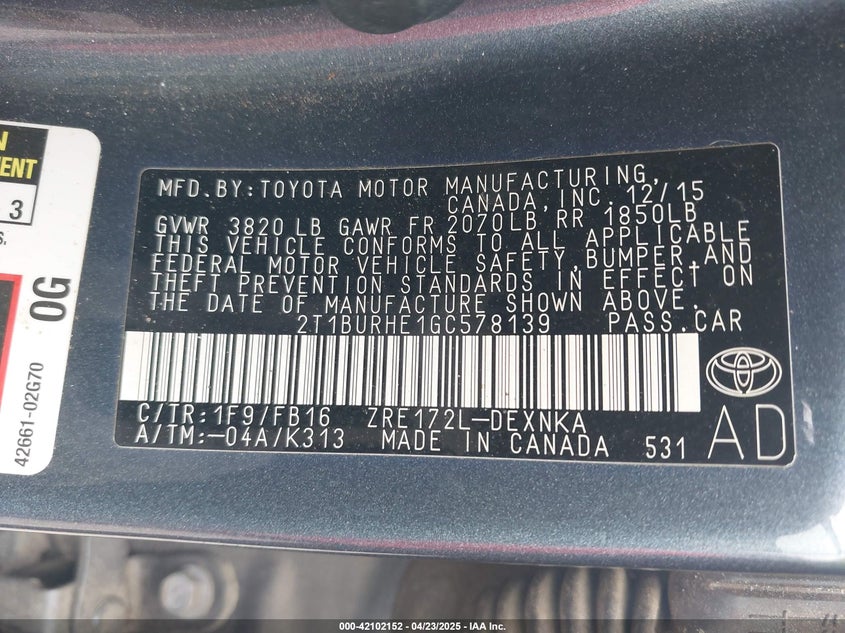 N
MENT
3
S.
0G
42661-02G70
MFD.BY:TOYOTA MOTOR MANUFACTURING,
CANADA,INC. 12/15
GVWR 3820 LB GAWR FR 2070LB,RR 1850LB
THIS VEHICLE CONFORMS TO ALL APPLICABLE
FEDERAL MOTOR VEHICLE SAFETY,BUMPER,AND
THEFT PREVENTION STANDARDS IN EFFECT ON
THE DATE OF MANUFACTURE SHOWN ABOVE.
2T1BURHE1GC578139 PASS.CAR
C/TR:1F9/FB16 ZRE172L-DEXNKA
A/TM:-04A/K313 MADE IN CANADA 531
TOYOTA
AD
000-42102152 - 04/23/2025 - IAA Inc.